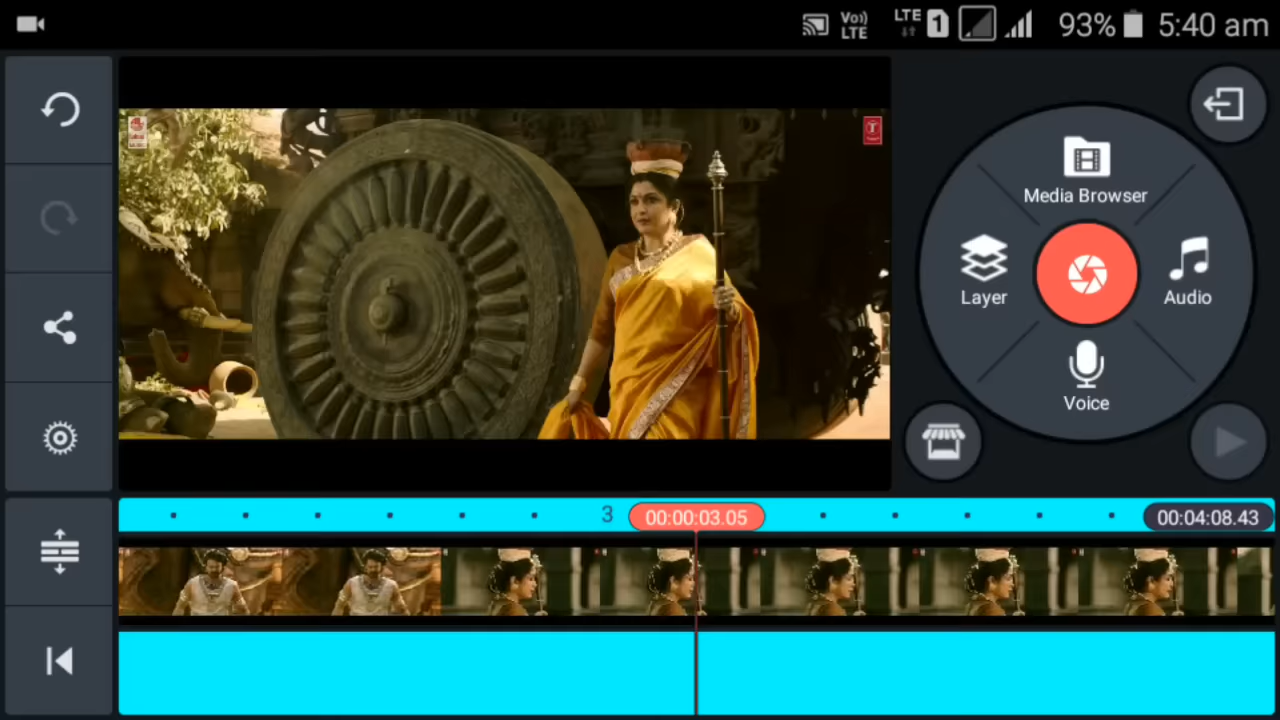 Vo)) LTE
LTE 1 93% 5:40 am
Media Browser
Layer
Audio
Voice
3 00:00:03.05 00:04:08.43